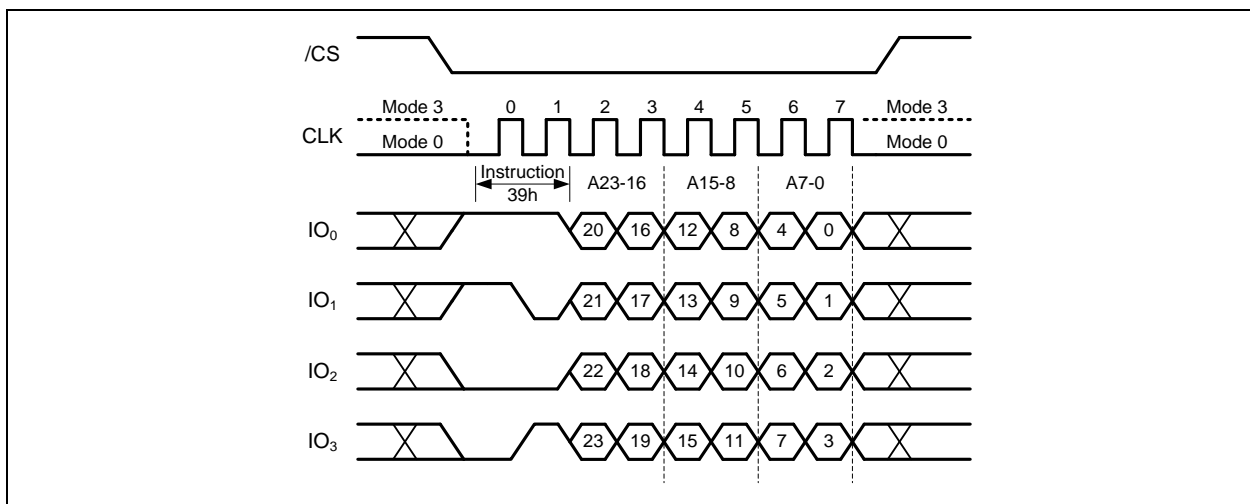 /CS
Mode 3 0 1 2 3 4 5 6 7 Mode 3
CLK
Mode 0 Mode 0
Instruction
39h
A23-16 A15-8 A7-0
IO₀ 20 16 12 8 4 0
IO₁ 21 17 13 9 5 1
IO₂ 22 18 14 10 6 2
IO₃ 23 19 15 11 7 3